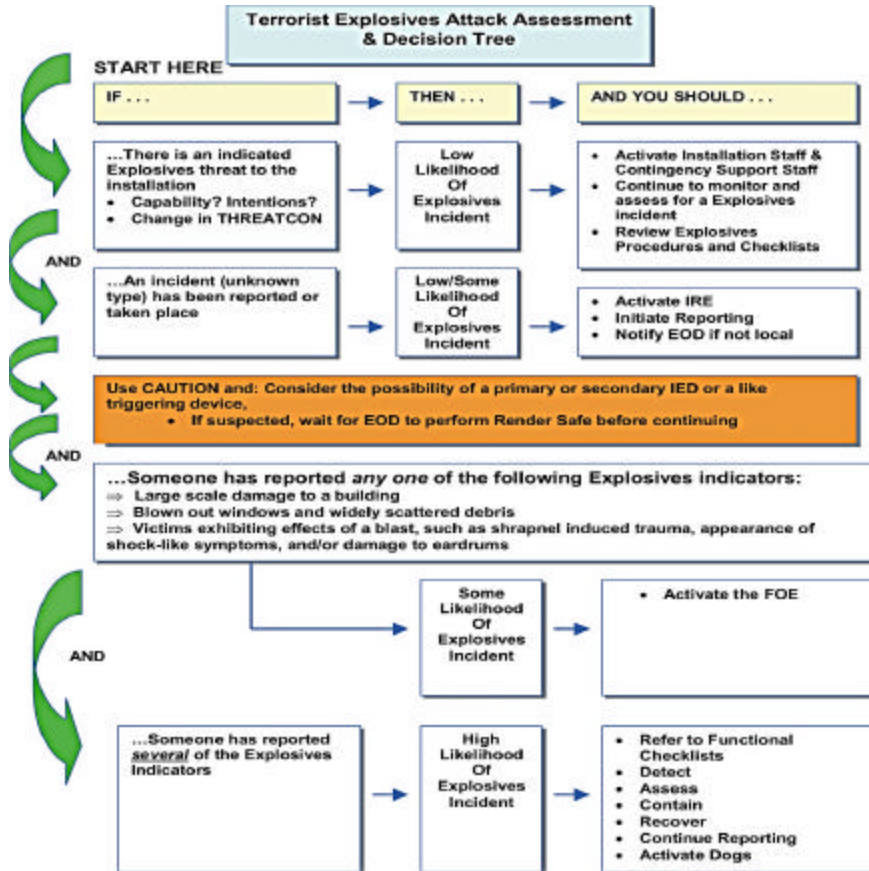 Terrorist Explosives Attack Assessment
& Decision Tree
START HERE
IF . . .
THEN . . .
AND YOU SHOULD . . .
...There is an indicated
Explosives threat to the
installation
• Capability? Intentions?
• Change in THREATCON
Low
Likelihood
Of
Explosives
Incident
• Activate Installation Staff &
Contingency Support Staff
• Continue to monitor and
assess for a Explosives
incident
• Review Explosives
Procedures and Checklists
AND
...An incident (unknown
type) has been reported or
taken place
Low/Some
Likelihood
Of
Explosives
Incident
• Activate IRE
• Initiate Reporting
• Notify EOD if not local
Use CAUTION and: Consider the possibility of a primary or secondary IED or a like
triggering device,
• If suspected, wait for EOD to perform Render Safe before continuing
AND
...Someone has reported any one of the following Explosives indicators:
⇒ Large scale damage to a building
⇒ Blown out windows and widely scattered debris
⇒ Victims exhibiting effects of a blast, such as shrapnel induced trauma, appearance of
shock-like symptoms, and/or damage to eardrums
Some
Likelihood
Of
Explosives
Incident
• Activate the FOE
AND
...Someone has reported
several of the Explosives
Indicators
High
Likelihood
Of
Explosives
Incident
• Refer to Functional
Checklists
• Detect
• Assess
• Contain
• Recover
• Continue Reporting
• Activate Dogs